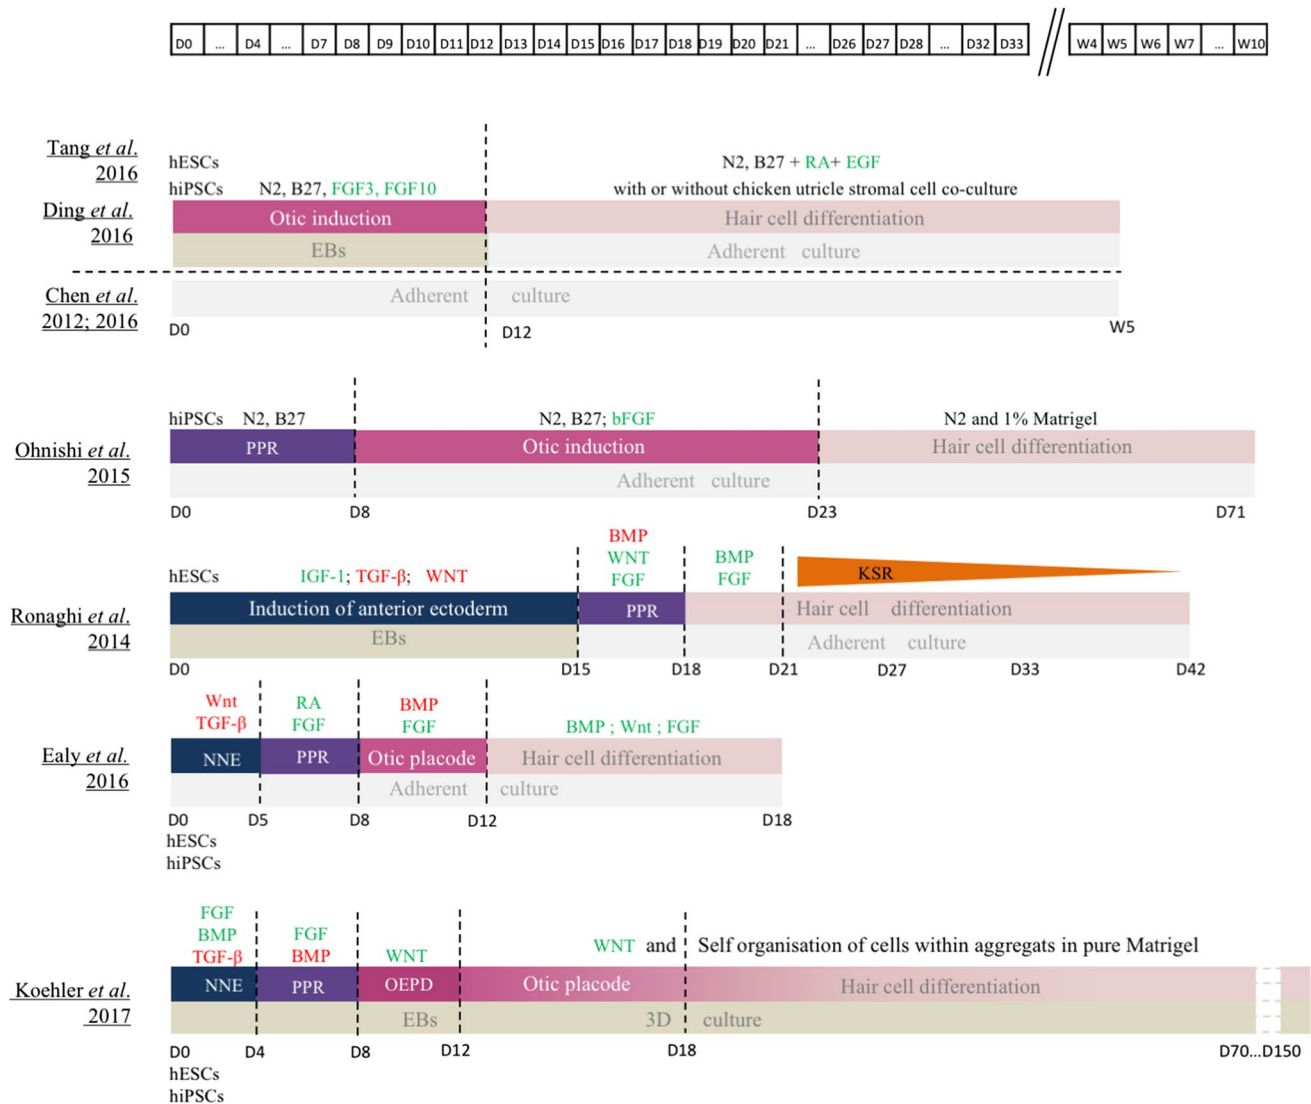 D0 ... D4 ... D7 D8 D9 D10 D11 D12 D13 D14 D15 D16 D17 D18 D19 D20 D21 ... D26 D27 D28 ... D32 D33 W4 W5 W6 W7 ... W10
Tang et al.
2016
hESCs
N2, B27 + RA+ EGF
hiPSCs N2, B27, FGF3, FGF10
with or without chicken utricle stromal cell co-culture
Ding et al.
2016
Otic induction
Hair cell differentiation
EBs
Adherent culture
Chen et al.
2012; 2016
Adherent culture
D0 D12 W5
hiPSCs N2, B27
N2, B27; bFGF
N2 and 1% Matrigel
Ohnishi et al.
2015
PPR
Otic induction
Hair cell differentiation
Adherent culture
D0 D8 D23 D71
hESCs
IGF-1; TGF-β; WNT
BMP
WNT
FGF
BMP
FGF
KSR
Ronaghi et al.
2014
Induction of anterior ectoderm
PPR
Hair cell differentiation
EBs
Adherent culture
D0 D15 D18 D21 D27 D33 D42
Wnt
TGF-β
RA
FGF
BMP
FGF
BMP ; Wnt ; FGF
Ealy et al.
2016
NNE
PPR
Otic placode
Hair cell differentiation
Adherent culture
D0 D5 D8 D12 D18
hESCs
hiPSCs
FGF
BMP
TGF-β
FGF
BMP
WNT
WNT and Self organisation of cells within aggregats in pure Matrigel
Koehler et al.
2017
NNE
PPR
OEPD
Otic placode
Hair cell differentiation
EBs
3D culture
D0 D4 D8 D12 D18 D70...D150
hESCs
hiPSCs